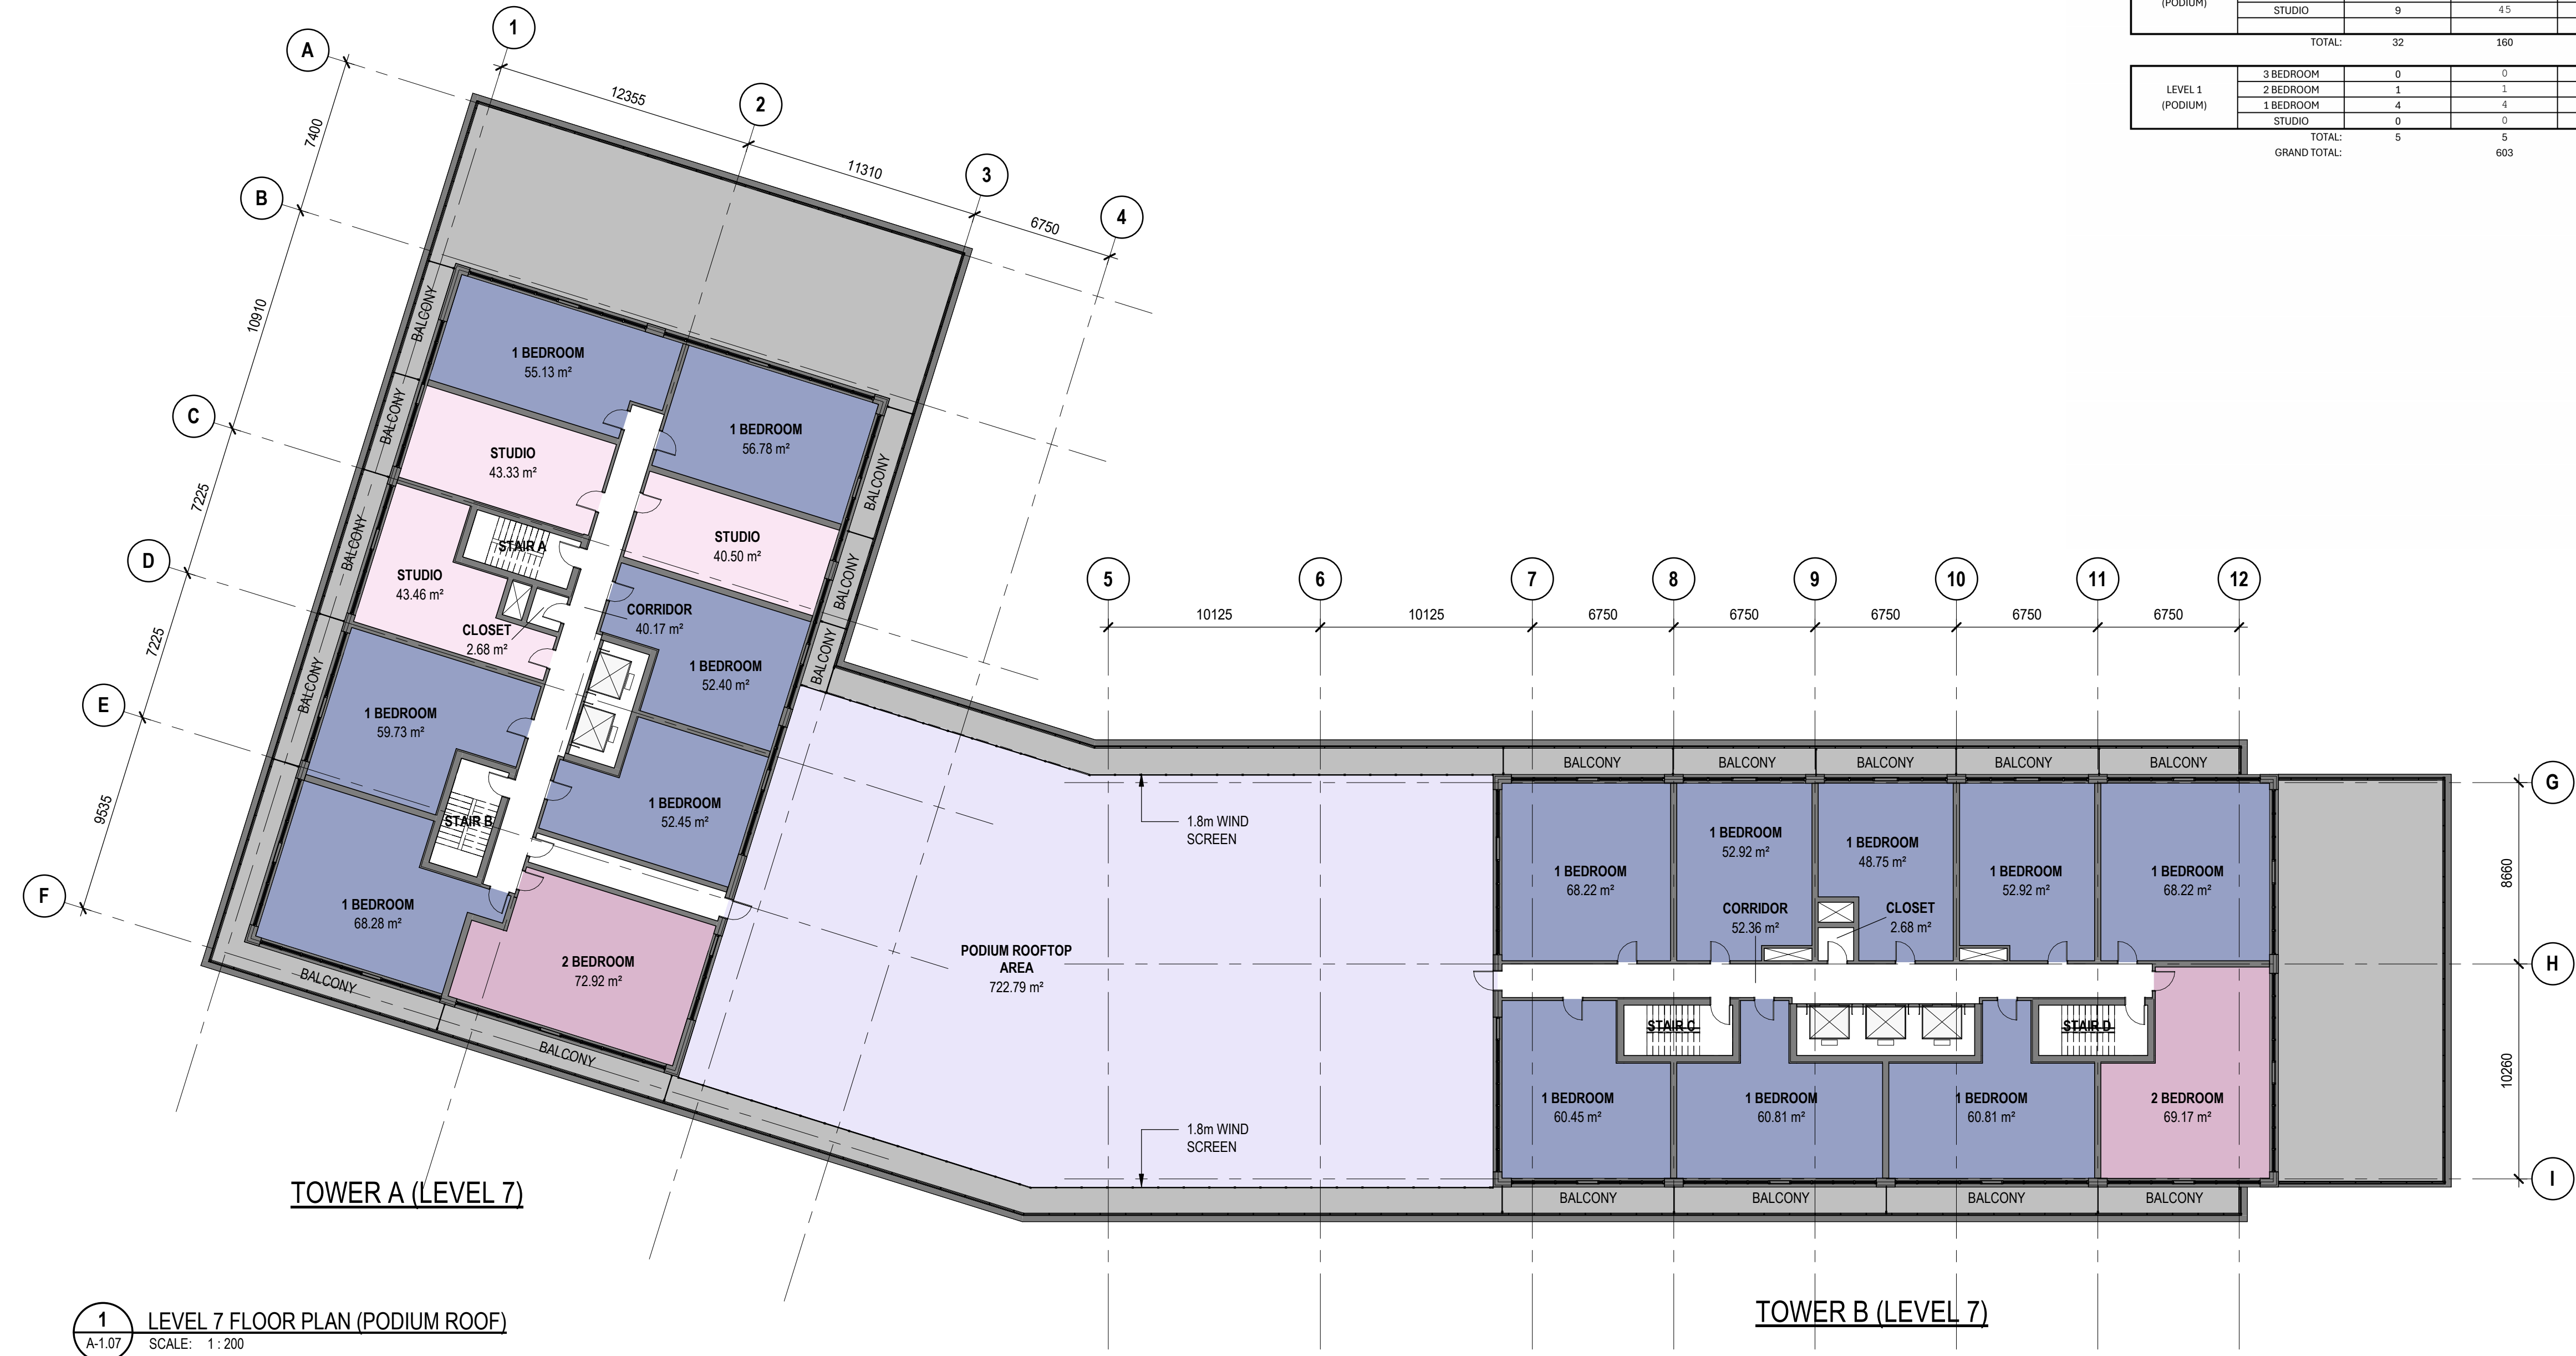 (PODIUM)
STUDIO 9 45
TOTAL: 32 160
3 BEDROOM 0 0
LEVEL 1
(PODIUM)
2 BEDROOM 1 1
1 BEDROOM 4 4
STUDIO 0 0
TOTAL: 5 5
GRAND TOTAL: 603
1
2
3
4
A
B
C
D
E
F
12355
11310
6750
7400
10910
7225
7225
9535
BALCONY
BALCONY
BALCONY
BALCONY
BALCONY
BALCONY
BALCONY
BALCONY
BALCONY
1 BEDROOM
55.13 m²
1 BEDROOM
56.78 m²
STUDIO
43.33 m²
STUDIO
40.50 m²
STAIR A
STUDIO
43.46 m²
CLOSET
2.68 m²
CORRIDOR
40.17 m²
1 BEDROOM
52.40 m²
1 BEDROOM
59.73 m²
1 BEDROOM
52.45 m²
STAIR B
1 BEDROOM
68.28 m²
2 BEDROOM
72.92 m²
TOWER A (LEVEL 7)
5
6
7
8
9
10
11
12
10125
10125
6750
6750
6750
6750
6750
G
H
I
8660
10260
1.8m WIND
SCREEN
PODIUM ROOFTOP
AREA
722.79 m²
1.8m WIND
SCREEN
BALCONY
BALCONY
BALCONY
BALCONY
BALCONY
1 BEDROOM
68.22 m²
1 BEDROOM
52.92 m²
1 BEDROOM
48.75 m²
1 BEDROOM
52.92 m²
1 BEDROOM
68.22 m²
CORRIDOR
52.36 m²
CLOSET
2.68 m²
STAIR C
STAIR D
1 BEDROOM
60.45 m²
1 BEDROOM
60.81 m²
1 BEDROOM
60.81 m²
2 BEDROOM
69.17 m²
BALCONY
BALCONY
BALCONY
BALCONY
TOWER B (LEVEL 7)
1
A-1.07
LEVEL 7 FLOOR PLAN (PODIUM ROOF)
SCALE: 1 : 200